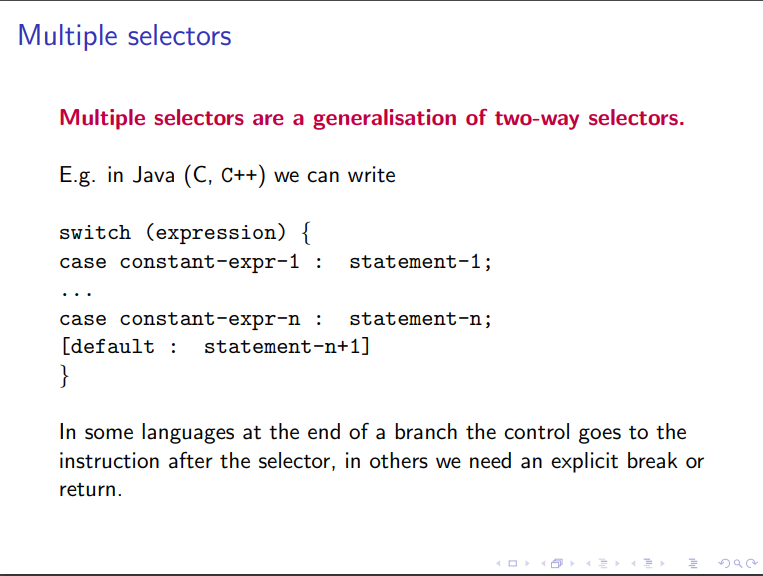 Multiple selectors
Multiple selectors are a generalisation of two-way selectors.
E.g. in Java (C, C++) we can write
switch (expression) {
case constant-expr-1 : statement-1;
...
case constant-expr-n : statement-n;
[default : statement-n+1]
}
In some languages at the end of a branch the control goes to the
instruction after the selector, in others we need an explicit break or
return.